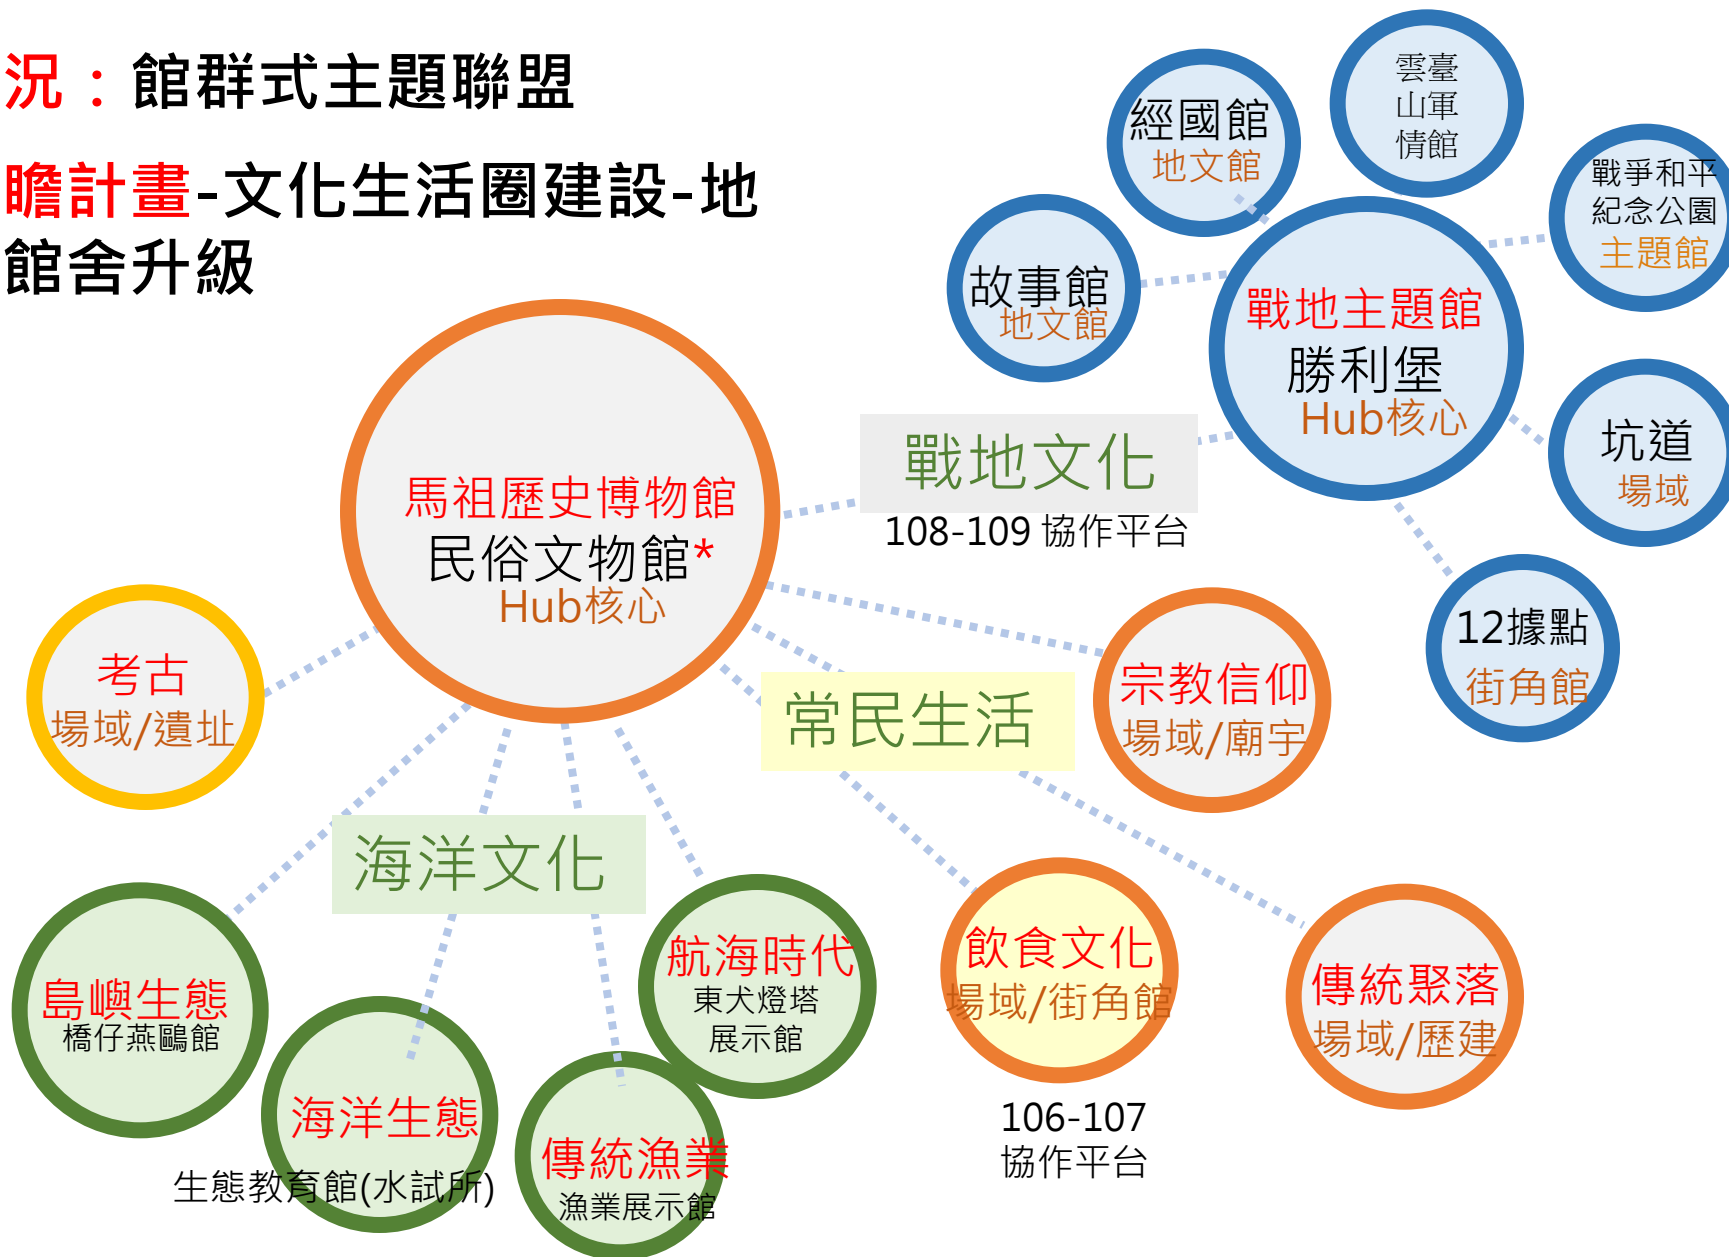 況：館群式主題聯盟
瞻計畫-文化生活圈建設-地
館舍升級
雲臺
山軍
情館
經國館
地文館
戰爭和平
紀念公園
主題館
故事館
地文館
戰地主題館
勝利堡
Hub核心
坑道
場域
12據點
街角館
戰地文化
108-109 協作平台
馬祖歷史博物館
民俗文物館*
Hub核心
考古
場域/遺址
宗教信仰
場域/廟宇
常民生活
海洋文化
島嶼生態
橋仔燕鷗館
海洋生態
生態教育館(水試所)
傳統漁業
漁業展示館
航海時代
東犬燈塔
展示館
飲食文化
場域/街角館
106-107
協作平台
傳統聚落
場域/歷建